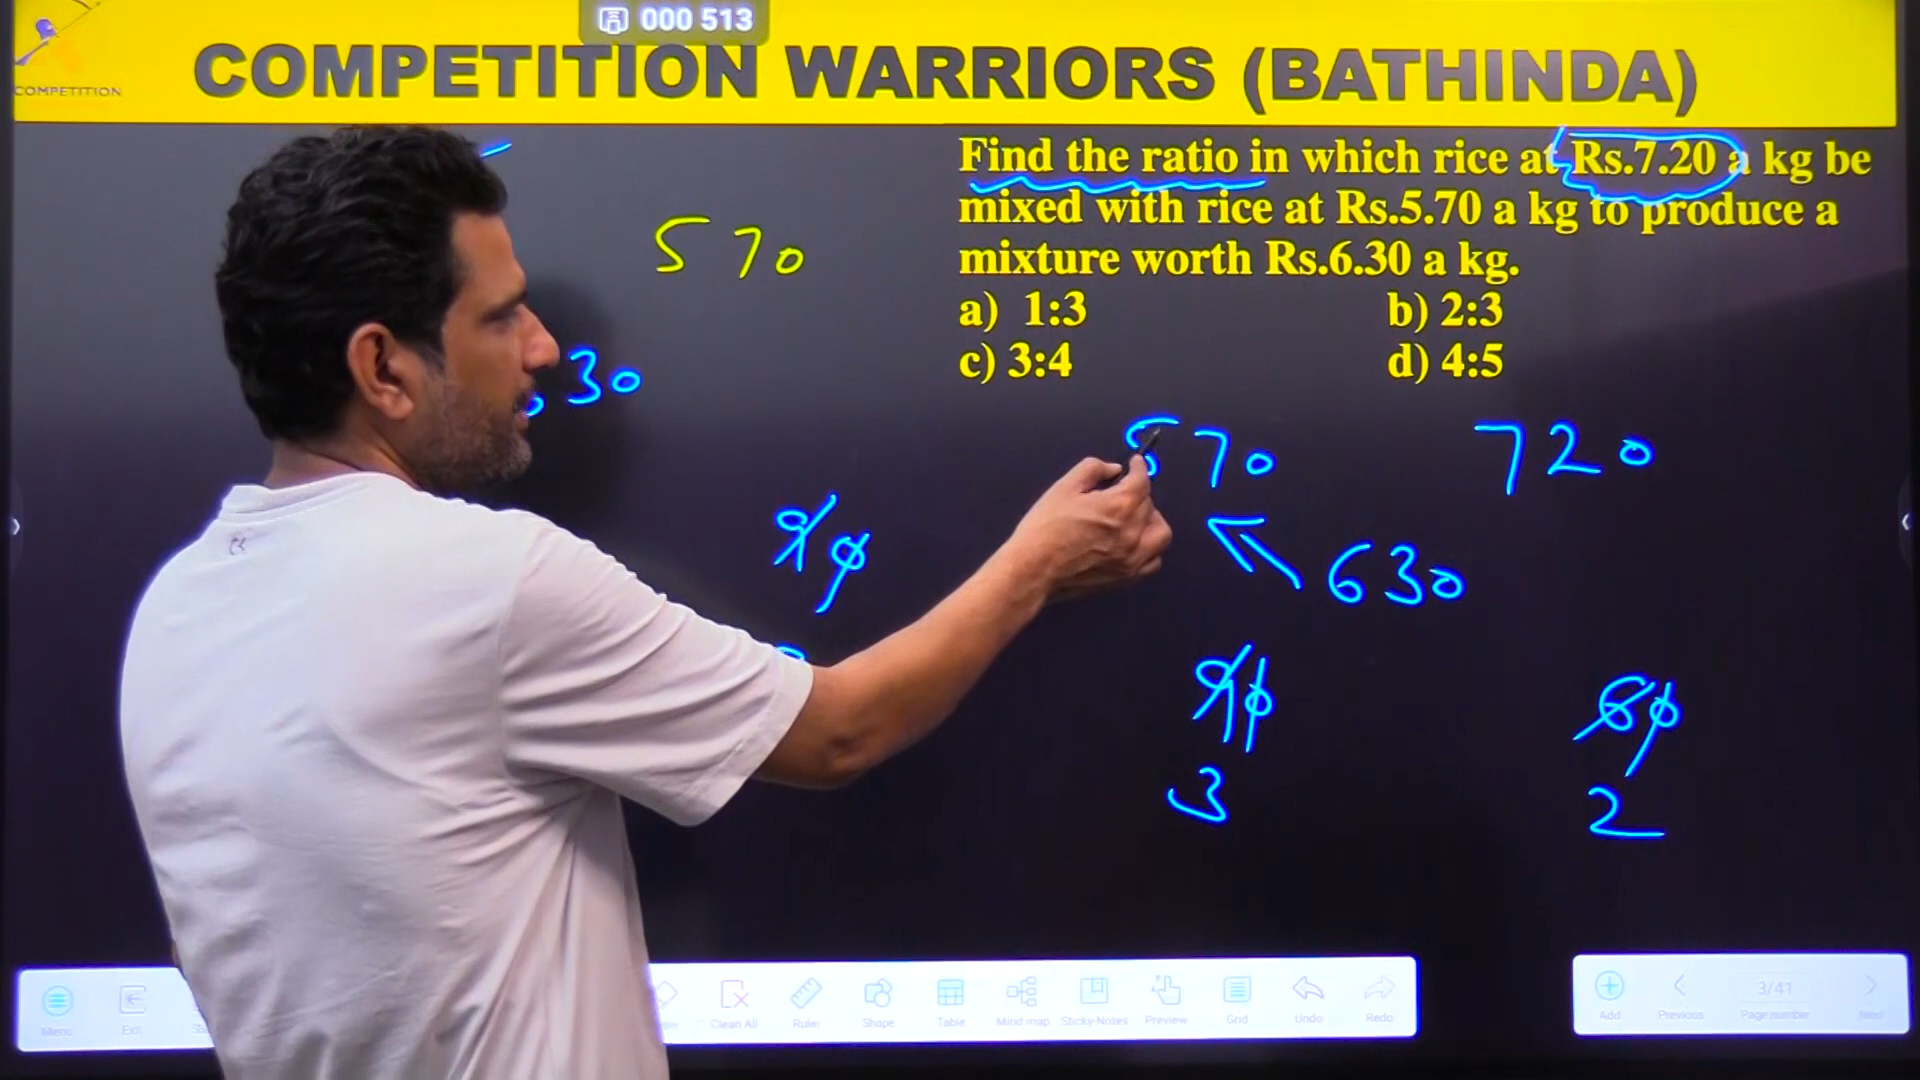 000 513
COMPETITION WARRIORS (BATHINDA)
COMPETITION
Find the ratio in which rice at Rs.7.20 a kg be
mixed with rice at Rs.5.70 a kg to produce a
mixture worth Rs.6.30 a kg.
a) 1:3 b) 2:3
c) 3:4 d) 4:5
570
30
570 720
630
90
90 60
3 2
Menu Exit Clean All Ruler Shape Table Mind map Sticky-Notes Preview Grid Undo Redo
Add Previous 3/41 Page number Next